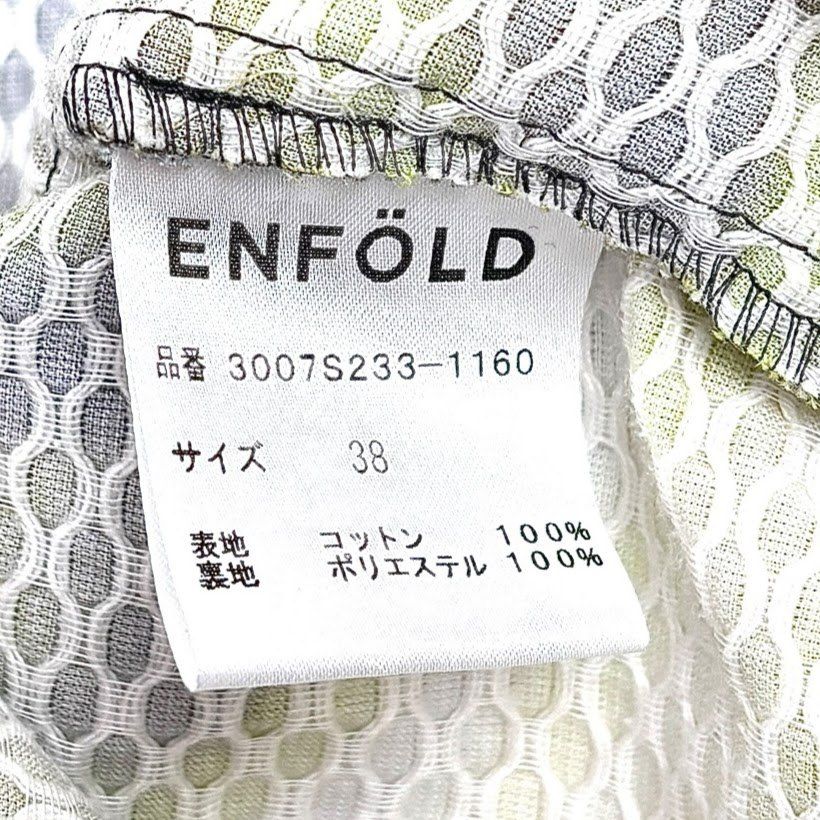 ENFÖLD
品番 3007S233-1160
サイズ 38
表地 コットン 100%
裏地 ポリエステル 100%